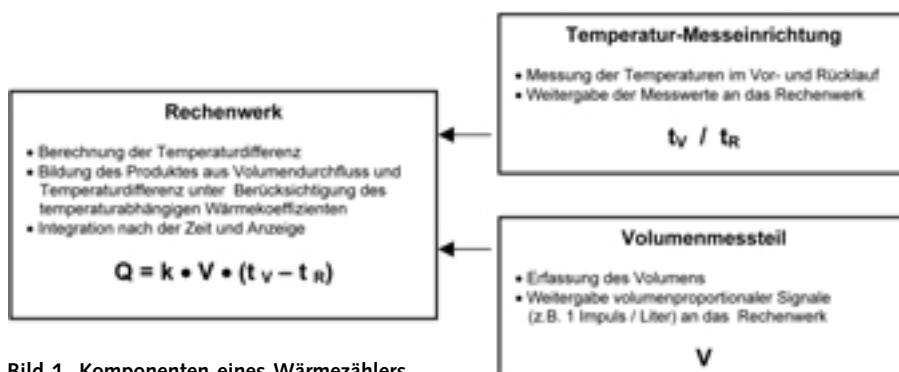 Temperatur-Messeinrichtung
• Messung der Temperaturen im Vor- und Rücklauf
• Weitergabe der Messwerte an das Rechenwerk
tV / tR
Rechenwerk
• Berechnung der Temperaturdifferenz
• Bildung des Produktes aus Volumendurchfluss und
Temperaturdifferenz unter Berücksichtigung des
temperaturabhängigen Wärmekoeffizienten
• Integration nach der Zeit und Anzeige
Q = k • V • (t V – t R)
Volumenmessteil
• Erfassung des Volumens
• Weitergabe volumenproportionaler Signale
(z.B. 1 Impuls / Liter) an das Rechenwerk
V
Bild 1 Komponenten eines Wärmezählers